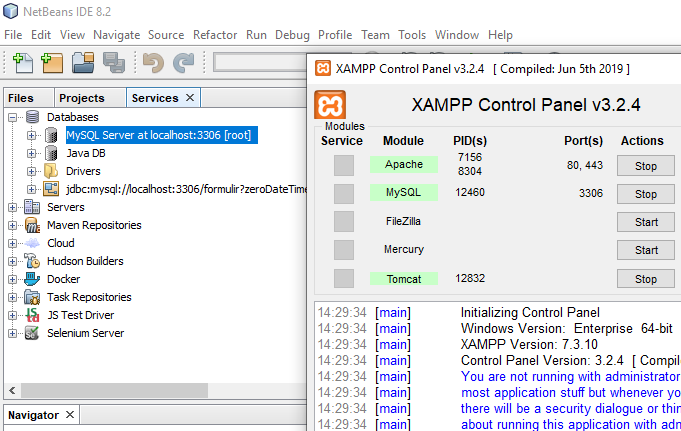 NetBeans IDE 8.2
File Edit View Navigate Source Refactor Run Debug Profile Team Tools Window Help
Files Projects Services
Databases
MySQL Server at localhost:3306 [root]
Java DB
Drivers
jdbc:mysql://localhost:3306/formulir?zeroDateTime
Servers
Maven Repositories
Cloud
Hudson Builders
Docker
Task Repositories
JS Test Driver
Selenium Server
Navigator
XAMPP Control Panel v3.2.4 [ Compiled: Jun 5th 2019 ]
XAMPP Control Panel v3.2.4
Modules
Service Module PID(s) Port(s) Actions
Apache 7156 8304 80, 443 Stop
MySQL 12460 3306 Stop
FileZilla Start
Mercury Start
Tomcat 12832 Stop
14:29:34 [main] Initializing Control Panel
14:29:34 [main] Windows Version: Enterprise 64-bit
14:29:34 [main] XAMPP Version: 7.3.10
14:29:34 [main] Control Panel Version: 3.2.4 [ Compil
14:29:34 [main] You are not running with administrator
14:29:34 [main] most application stuff but whenever yo
14:29:34 [main] there will be a security dialogue or thin
14:29:34 [main] about running this application with adm